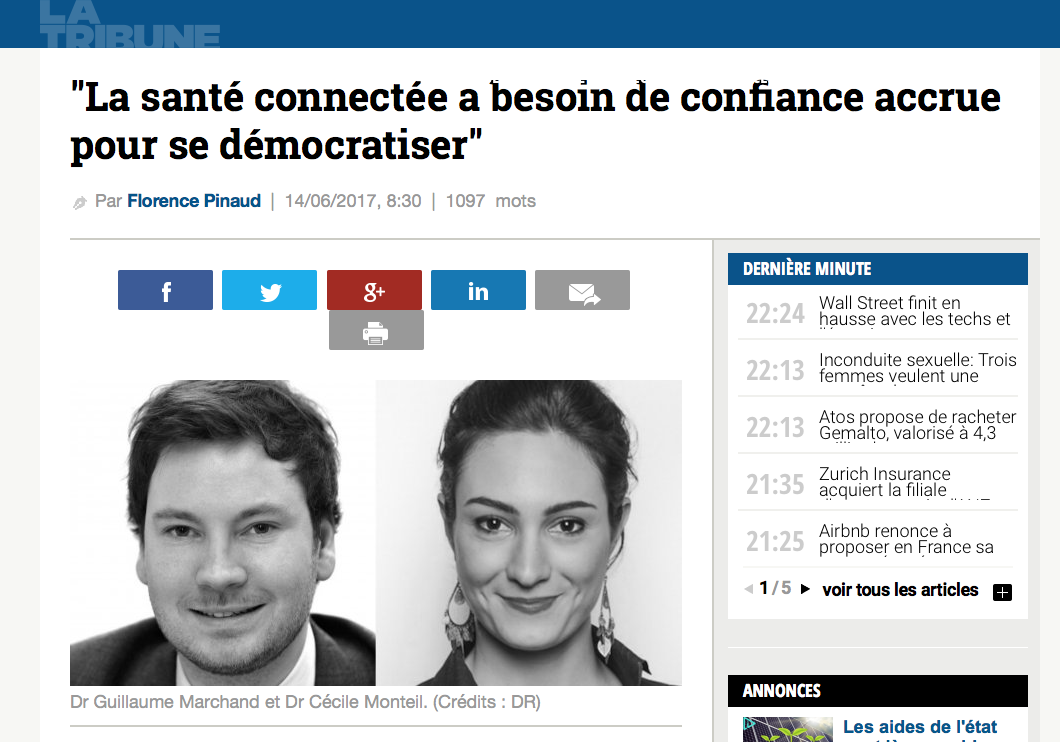 LA
TRIBUNE
"La santé connectée a besoin de confiance accrue
pour se démocratiser"
Par Florence Pinaud | 14/06/2017, 8:30 | 1097 mots
f
g+
in
Dr Guillaume Marchand et Dr Cécile Monteil. (Crédits : DR)
DERNIÈRE MINUTE
22:24 Wall Street finit en
hausse avec les techs et
22:13 Inconduite sexuelle: Trois
femmes veulent une
22:13 Atos propose de racheter
Gemalto, valorisé à 4,3
21:35 Zurich Insurance
acquiert la filiale
21:25 Airbnb renonce à
proposer en France sa
1/5 voir tous les articles
ANNONCES
Les aides de l'état